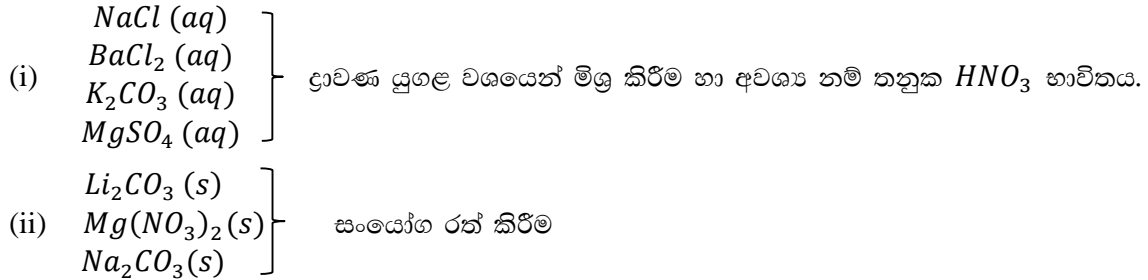 NaCl (aq)
BaCl₂ (aq)
(i) K₂CO₃ (aq) ද්‍රාවණ යුගළ වශයෙන් මිශ්‍ර කිරීම හා අවශ්‍ය නම් තනුක HNO₃ භාවිතය.
MgSO₄ (aq)
Li₂CO₃ (s)
(ii) Mg(NO₃)₂(s) සංයෝග රත් කිරීම
Na₂CO₃(s)